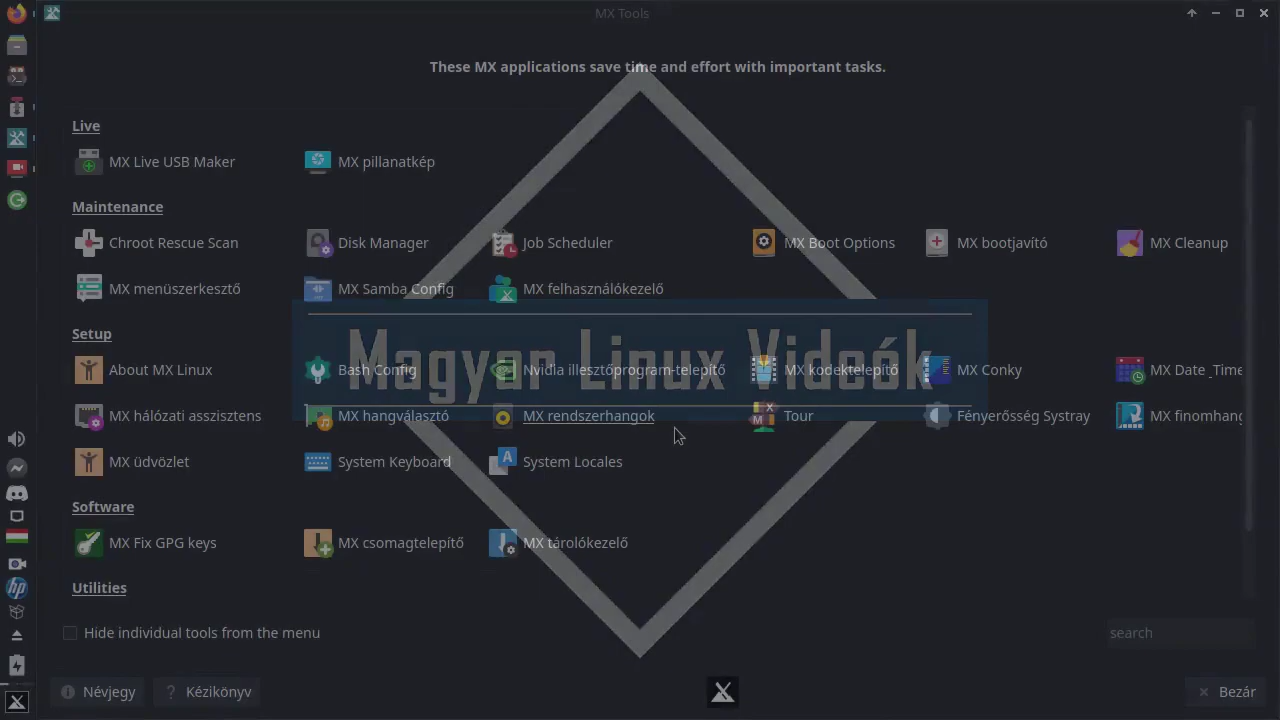 MX Tools
These MX applications save time and effort with important tasks.
Live
MX Live USB Maker MX pillanatkép
Maintenance
Chroot Rescue Scan Disk Manager Job Scheduler MX Boot Options MX bootjavító MX Cleanup
MX menüszerkesztő MX Samba Config MX felhasználókezelő
Setup
Magyar Linux Videók
About MX Linux Bash Config Nvidia illesztőprogram-telepítő MX kodektelepítő MX Conky MX Date_Time
MX hálózati asszisztens MX hangválasztó MX rendszerhangok Tour Fényerősség Systray MX finomhang
MX üdvözlet System Keyboard System Locales
Software
MX Fix GPG keys MX csomagtelepítő MX tárolókezelő
Utilities
Hide individual tools from the menu search
Névjegy ? Kézikönyv Bezár
hp